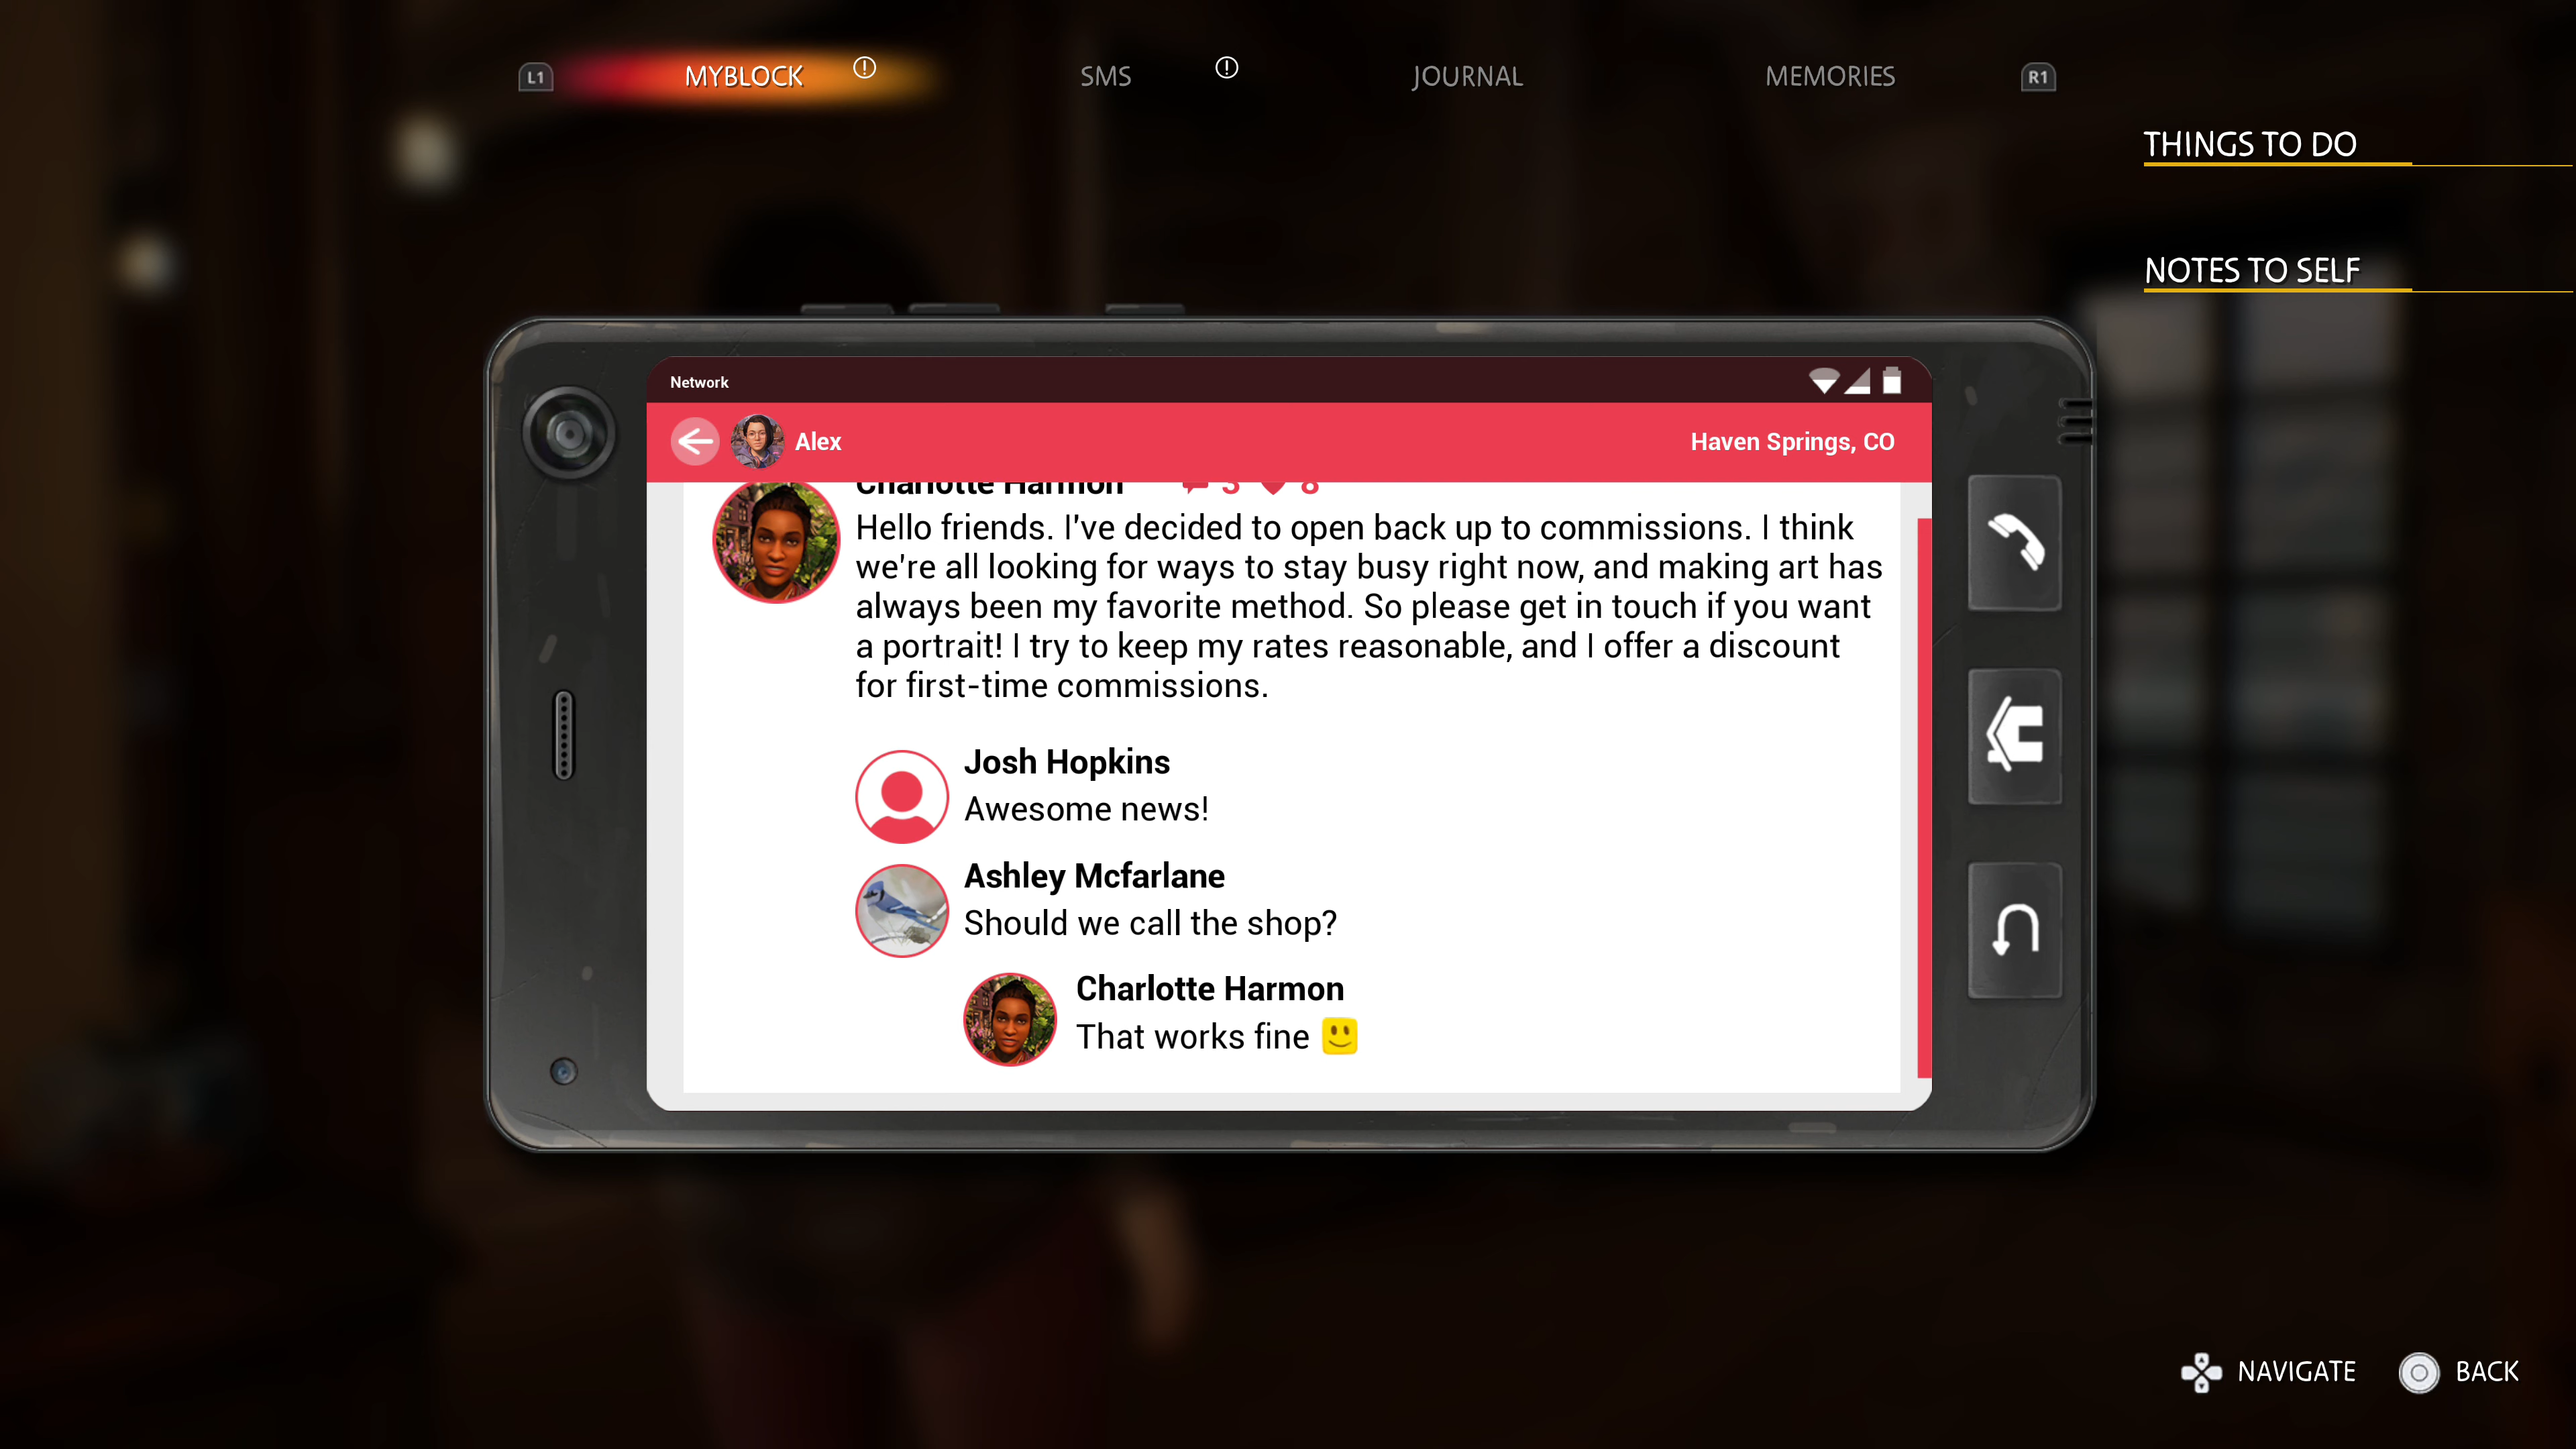 L1 MYBLOCK SMS JOURNAL MEMORIES R1
THINGS TO DO
NOTES TO SELF
Network
Alex
Haven Springs, CO
Charlotte Harmon 3 8
Hello friends. I've decided to open back up to commissions. I think
we're all looking for ways to stay busy right now, and making art has
always been my favorite method. So please get in touch if you want
a portrait! I try to keep my rates reasonable, and I offer a discount
for first-time commissions.
Josh Hopkins
Awesome news!
Ashley Mcfarlane
Should we call the shop?
Charlotte Harmon
That works fine 🙂
NAVIGATE BACK